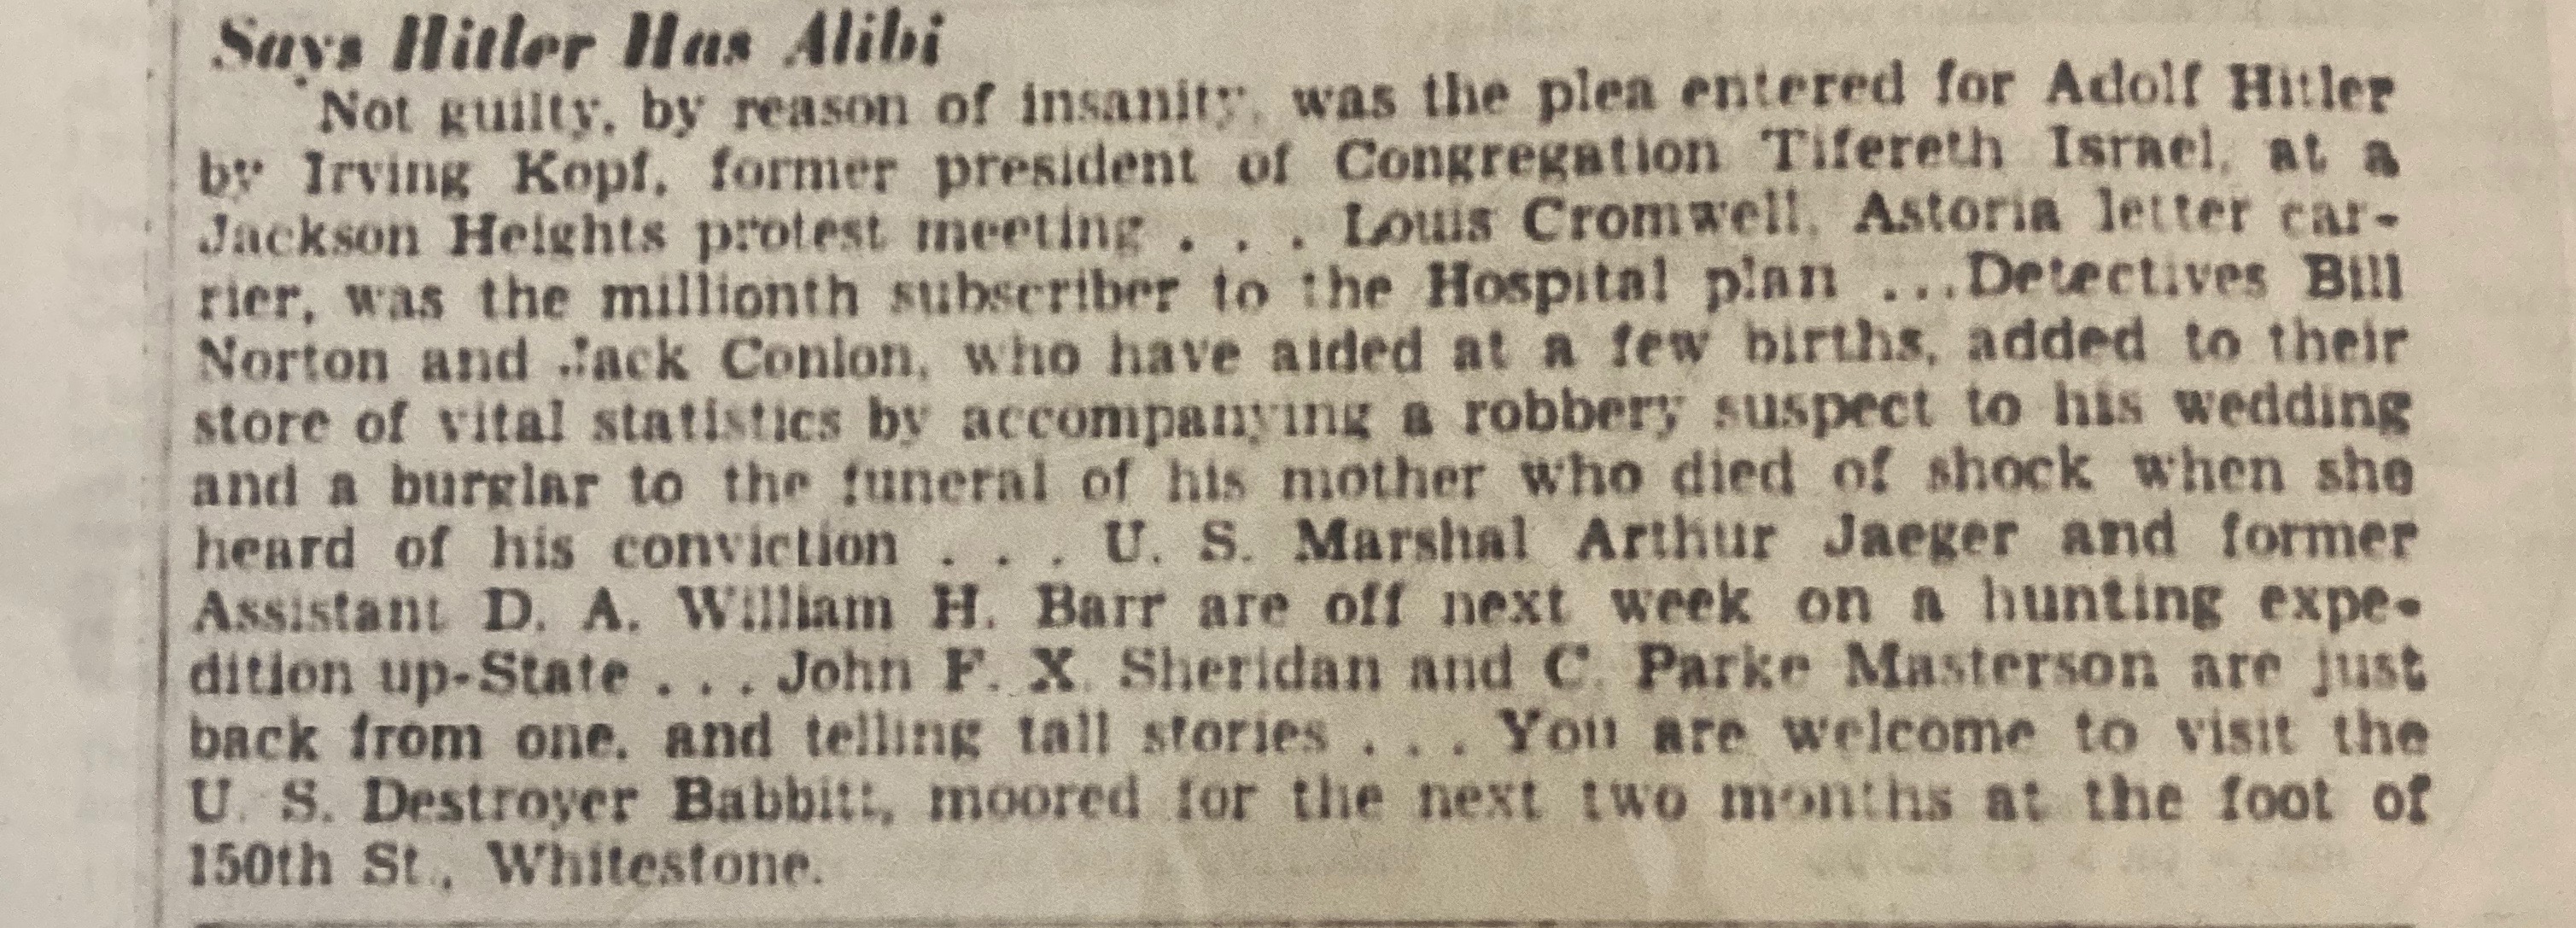 Says Hitler Has Alibi
Not guilty, by reason of insanity, was the plea entered for Adolf Hitler
by Irving Kopf, former president of Congregation Tifereth Israel, at a
Jackson Heights protest meeting . . . Louis Cromwell, Astoria letter car-
rier, was the millionth subscriber to the Hospital plan ...Detectives Bill
Norton and Jack Conlon, who have aided at a few births, added to their
store of vital statistics by accompanying a robbery suspect to his wedding
and a burglar to the funeral of his mother who died of shock when she
heard of his conviction . . . U. S. Marshal Arthur Jaeger and former
Assistant D. A. William H. Barr are off next week on a hunting expe-
dition up-State . . . John F. X. Sheridan and C. Parke Masterson are just
back from one, and telling tall stories . . . You are welcome to visit the
U. S. Destroyer Babbitt, moored for the next two months at the foot of
150th St., Whitestone.